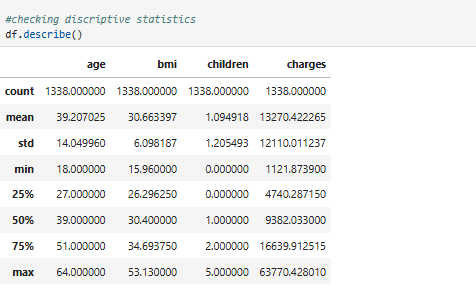 #checking discriptive statistics
df.describe()
age bmi children charges
count 1338.000000 1338.000000 1338.000000 1338.000000
mean 39.207025 30.663397 1.094918 13270.422265
std 14.049960 6.098187 1.205493 12110.011237
min 18.000000 15.960000 0.000000 1121.873900
25% 27.000000 26.296250 0.000000 4740.287150
50% 39.000000 30.400000 1.000000 9382.033000
75% 51.000000 34.693750 2.000000 16639.912515
max 64.000000 53.130000 5.000000 63770.428010